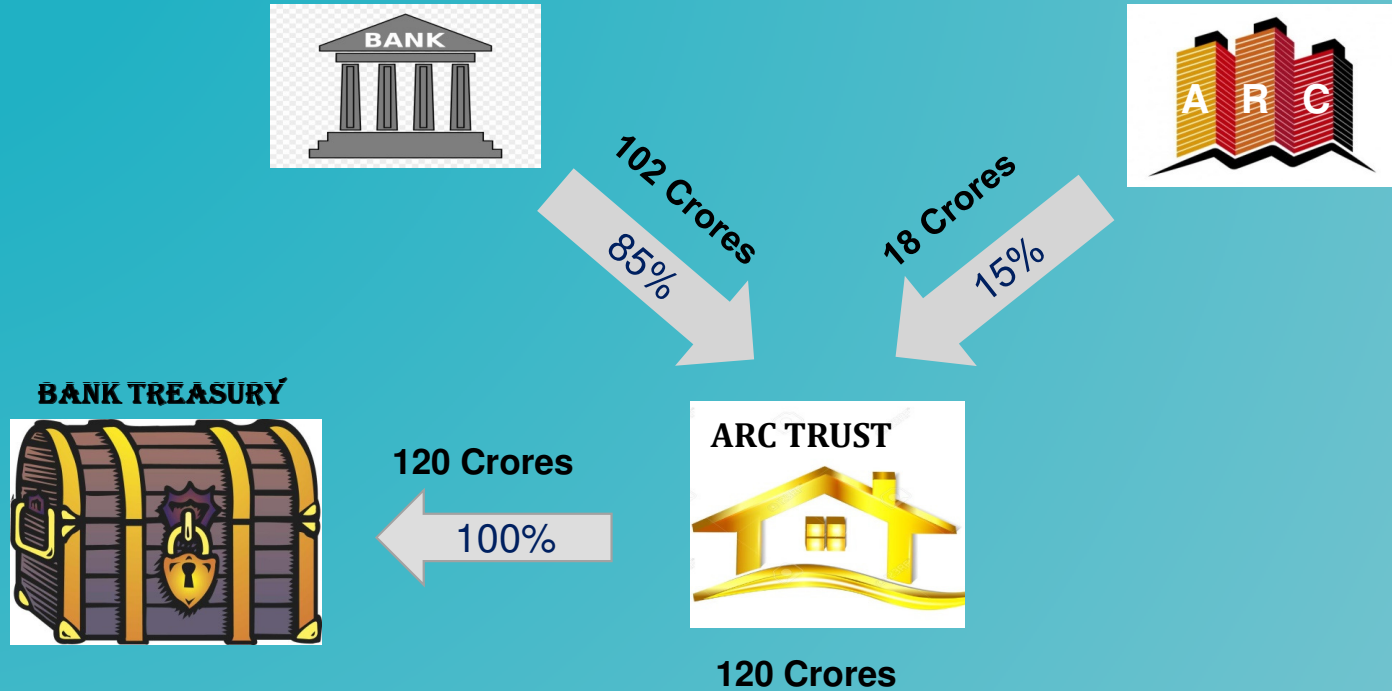 BANK
A R C
102 Crores
85%
18 Crores
15%
BANK TREASURY
120 Crores
100%
ARC TRUST
120 Crores